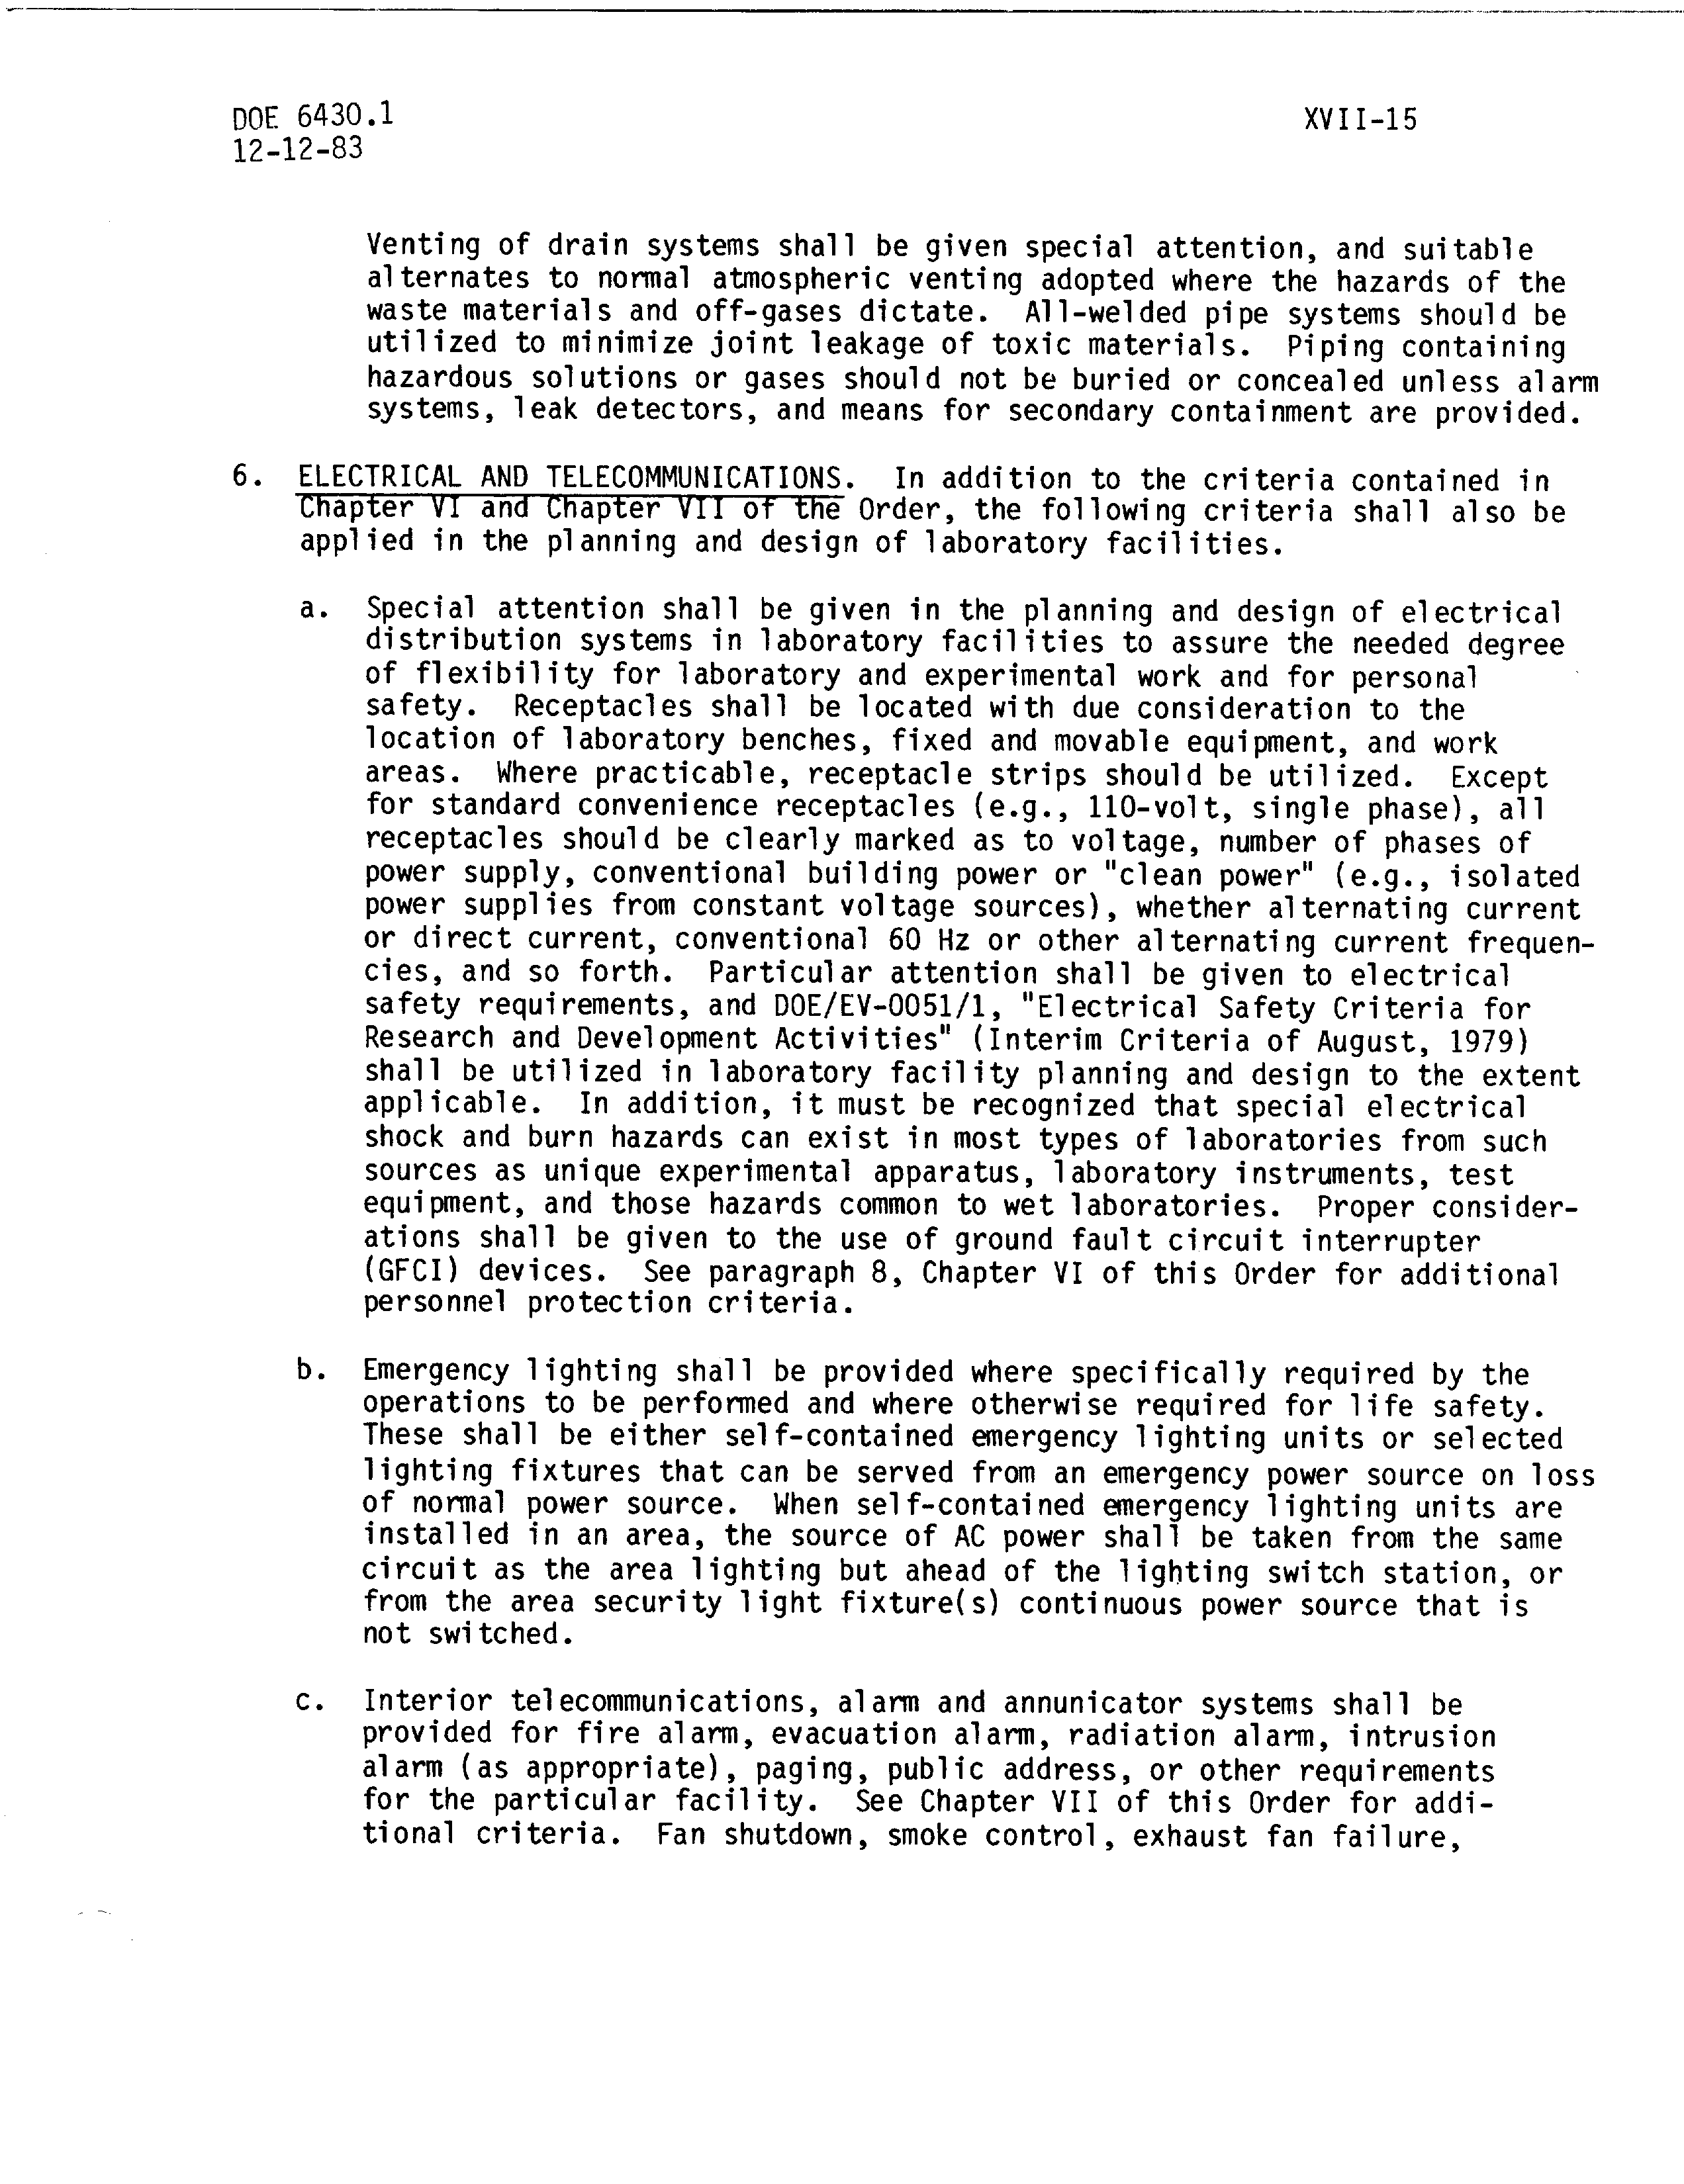 DOE 6430.1
XVII-15
12-12-83
Venting of drain systems shall be given special attention, and suitable
alternates to normal atmospheric venting adopted where the hazards of the
waste materials and off-gases dictate. All-welded pipe systems should be
utilized to minimize joint leakage of toxic materials. Piping containing
hazardous solutions or gases should not be buried or concealed unless alarm
systems, leak detectors, and means for secondary containment are provided.
6. ELECTRICAL AND TELECOMMUNICATIONS. In addition to the criteria contained in
Chapter VI and Chapter VII of the Order, the following criteria shall also be
applied in the planning and design of laboratory facilities.
a. Special attention shall be given in the planning and design of electrical
distribution systems in laboratory facilities to assure the needed degree
of flexibility for laboratory and experimental work and for personal
safety. Receptacles shall be located with due consideration to the
location of laboratory benches, fixed and movable equipment, and work
areas. Where practicable, receptacle strips should be utilized. Except
for standard convenience receptacles (e.g., 110-volt, single phase), all
receptacles should be clearly marked as to voltage, number of phases of
power supply, conventional building power or "clean power" (e.g., isolated
power supplies from constant voltage sources), whether alternating current
or direct current, conventional 60 Hz or other alternating current frequen-
cies, and so forth. Particular attention shall be given to electrical
safety requirements, and DOE/EV-0051/1, "Electrical Safety Criteria for
Research and Development Activities" (Interim Criteria of August, 1979)
shall be utilized in laboratory facility planning and design to the extent
applicable. In addition, it must be recognized that special electrical
shock and burn hazards can exist in most types of laboratories from such
sources as unique experimental apparatus, laboratory instruments, test
equipment, and those hazards common to wet laboratories. Proper consider-
ations shall be given to the use of ground fault circuit interrupter
(GFCI) devices. See paragraph 8, Chapter VI of this Order for additional
personnel protection criteria.
b. Emergency lighting shall be provided where specifically required by the
operations to be performed and where otherwise required for life safety.
These shall be either self-contained emergency lighting units or selected
lighting fixtures that can be served from an emergency power source on loss
of normal power source. When self-contained emergency lighting units are
installed in an area, the source of AC power shall be taken from the same
circuit as the area lighting but ahead of the lighting switch station, or
from the area security light fixture(s) continuous power source that is
not switched.
c. Interior telecommunications, alarm and annunicator systems shall be
provided for fire alarm, evacuation alarm, radiation alarm, intrusion
alarm (as appropriate), paging, public address, or other requirements
for the particular facility. See Chapter VII of this Order for addi-
tional criteria. Fan shutdown, smoke control, exhaust fan failure,